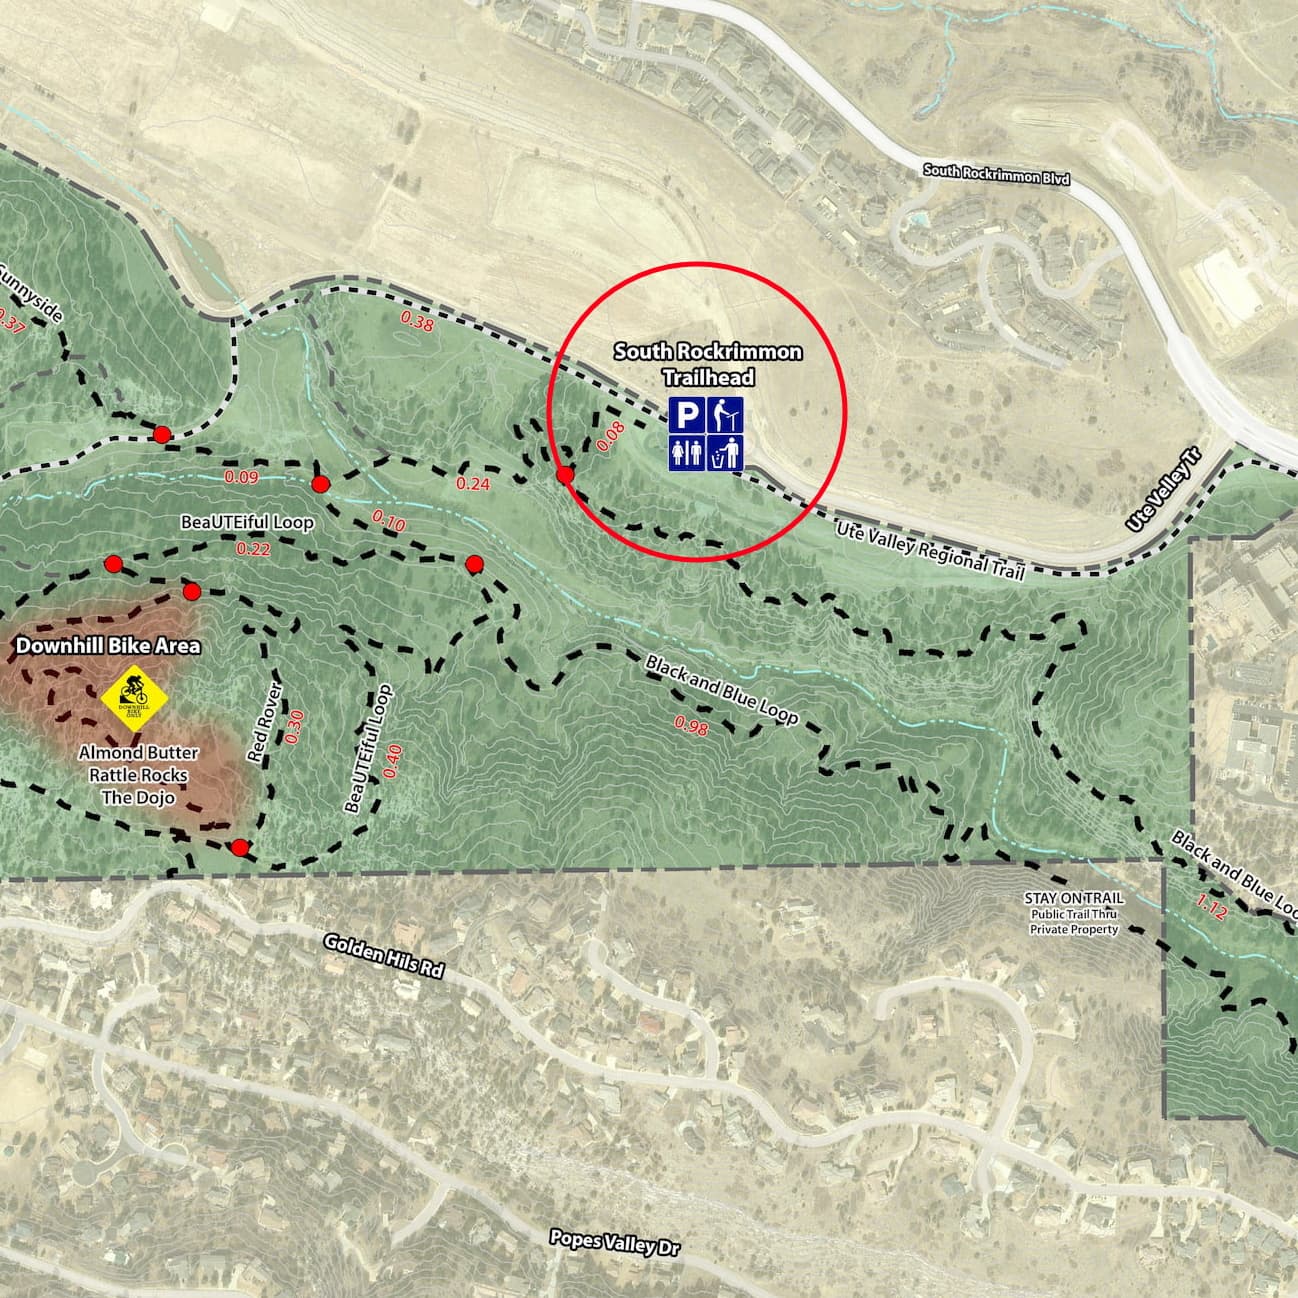 South Rockrimmon Blvd
Sunnyside
0.37
0.38
South Rockrimmon
Trailhead
P
0.08
0.09
0.24
Ute Velley Tr
BeaUTEiful Loop
0.10
0.22
Ute Valley Regional Trail
Downhill Bike Area
DOWNHILL
BIKE
ONLY
Almond Butter
Rattle Rocks
The Dojo
Red Rover
0.30
BeaUTEiful Loop
0.40
Black and Blue Loop
0.98
Black and Blue Loo
1.12
STAY ON TRAIL
Public Trail Thru
Private Property
Golden Hils Rd
Popes Valley Dr